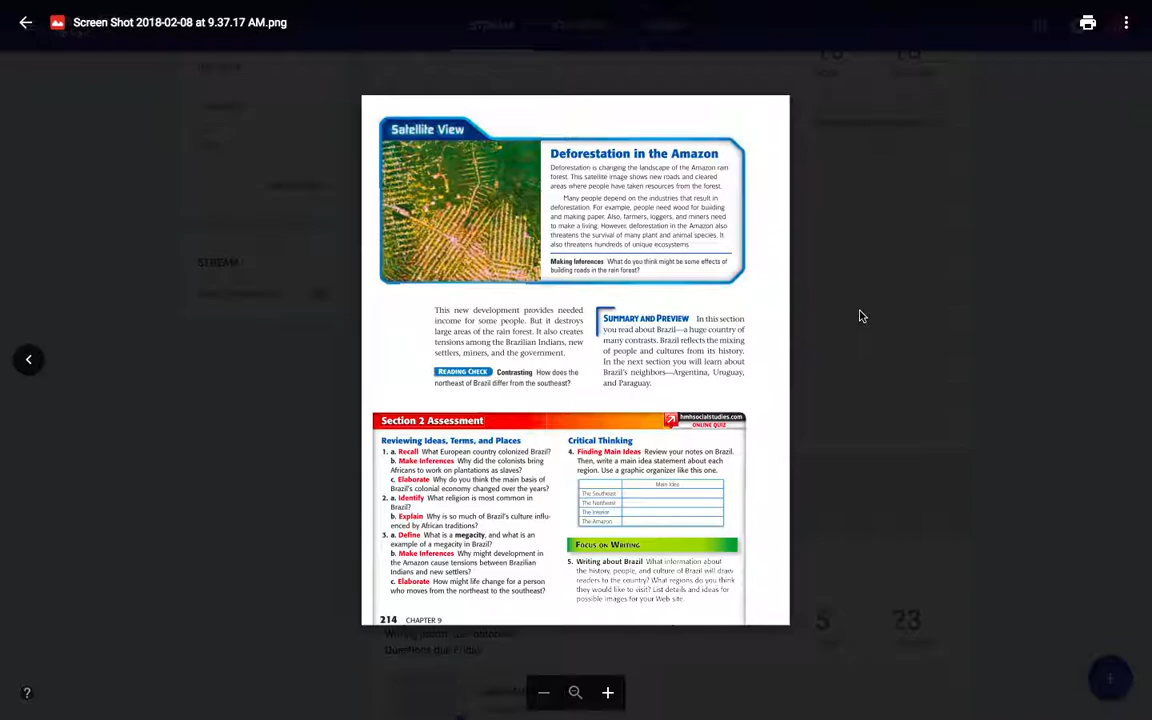 Screen Shot 2018-02-08 at 9.37.17 AM.png
Satellite View
Deforestation in the Amazon
Deforestation is changing the landscape of the Amazon rain
forest. This satellite image shows new roads and cleared
areas where people have taken resources from the forest.
Many people depend on the industries that result in
deforestation. For example, people need wood for building
and making paper. Also, farmers, loggers, and miners need
to make a living. However, deforestation in the Amazon also
threatens the survival of many plant and animal species. It
also threatens hundreds of unique ecosystems.
Making Inferences What do you think might be some effects of
building roads in the rain forest?
This new development provides needed
income for some people. But it destroys
large areas of the rain forest. It also creates
tensions among the Brazilian Indians, new
settlers, miners, and the government.
READING CHECK Contrasting How does the
northeast of Brazil differ from the southeast?
SUMMARY AND PREVIEW In this section
you read about Brazil—a huge country of
many contrasts. Brazil reflects the mixing
of people and cultures from its history.
In the next section you will learn about
Brazil's neighbors—Argentina, Uruguay,
and Paraguay.
Section 2 Assessment
hmhsocialstudies.com
ONLINE QUIZ
Reviewing Ideas, Terms, and Places
1. a. Recall What European country colonized Brazil?
b. Make Inferences Why did the colonists bring
Africans to work on plantations as slaves?
c. Elaborate Why do you think the main basis of
Brazil's colonial economy changed over the years?
2. a. Identify What religion is most common in
Brazil?
b. Explain Why is so much of Brazil's culture influ-
enced by African traditions?
3. a. Define What is a megacity, and what is an
example of a megacity in Brazil?
b. Make Inferences Why might development in
the Amazon cause tensions between Brazilian
Indians and new settlers?
c. Elaborate How might life change for a person
who moves from the northeast to the southeast?
Critical Thinking
4. Finding Main Ideas Review your notes on Brazil.
Then, write a main idea statement about each
region. Use a graphic organizer like this one.
Main Idea
The Southeast
The Northeast
The Interior
The Amazon
FOCUS ON WRITING
5. Writing about Brazil What information about
the history, people, and culture of Brazil will draw
readers to the country? What regions do you think
they would like to visit? List details and ideas for
possible images for your Web site.
214 CHAPTER 9
STREAM
5 23
Questions due Friday
?